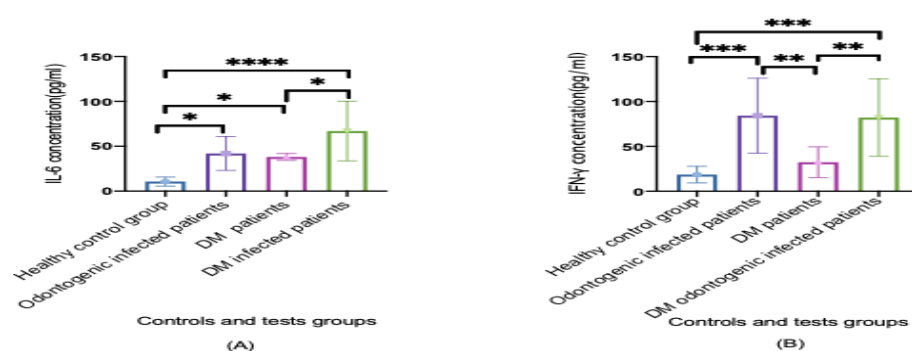 IL-6 concentration(pg/ml)
150
100
50
0
****
*
*
*
Healthy control group
Odontogenic infected patients
DM patients
DM infected patients
Controls and tests groups
(A)
IFN-γ concentration(pg/ml)
150
100
50
0
***
***
**
**
Healthy control group
Odontogenic infected patients
DM patients
DM odontogenic infected patients
Controls and tests groups
(B)